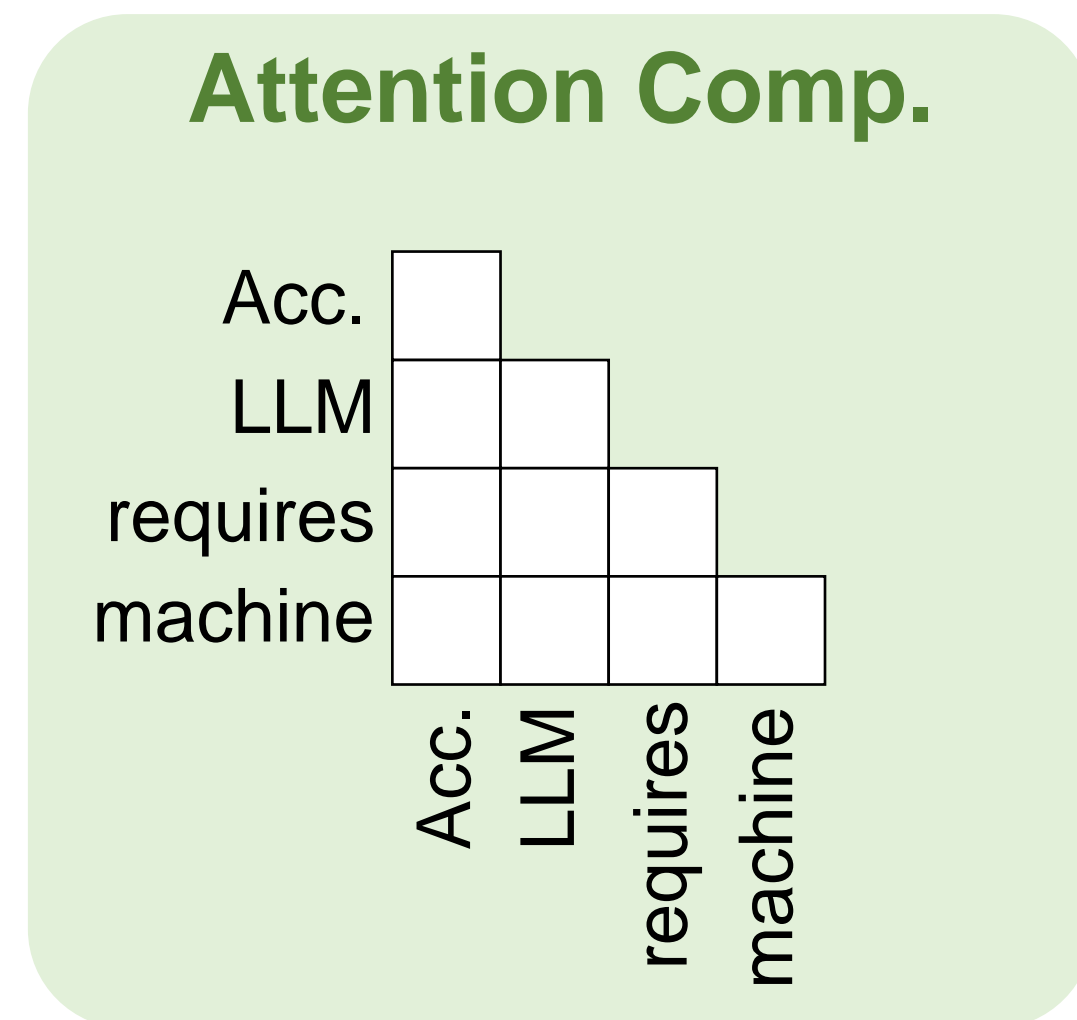 Attention Comp.
Acc.
LLM
requires
machine
Acc.
LLM
requires
machine